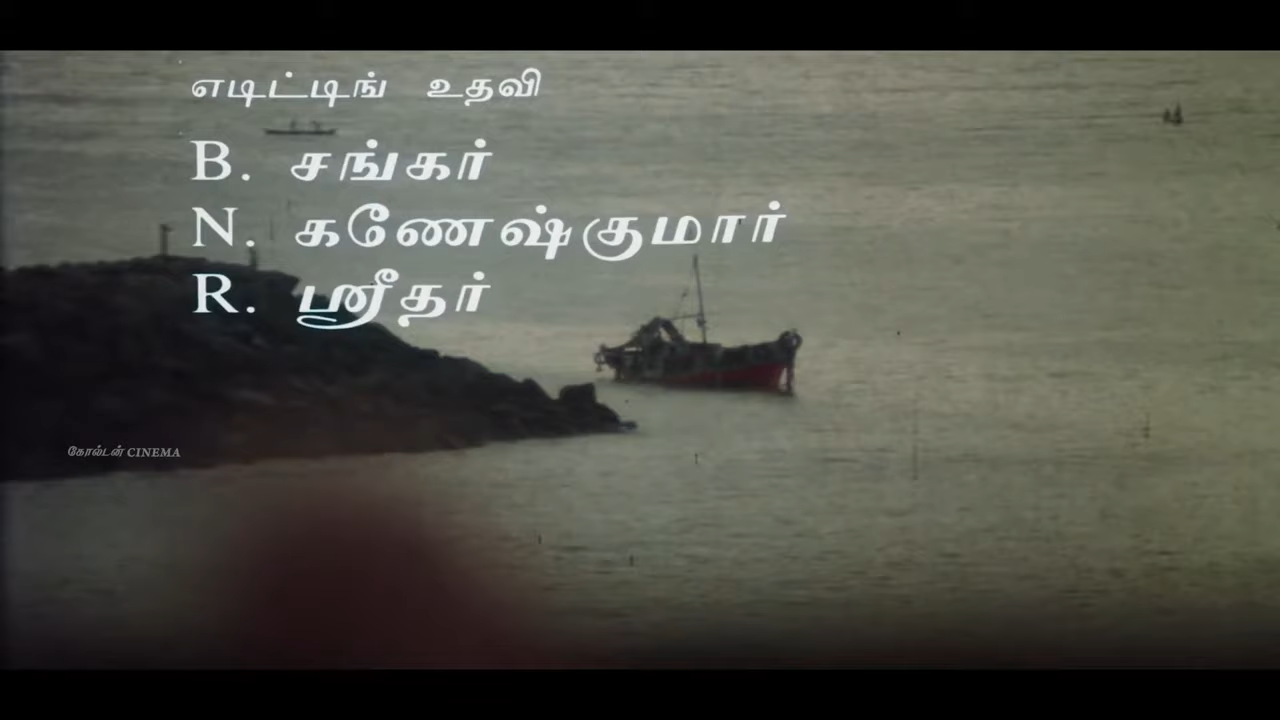 எடிட்டிங் உதவி
B. சங்கர்
N. கணேஷ்குமார்
R. ஸ்ரீதர்
கோல்டன் CINEMA